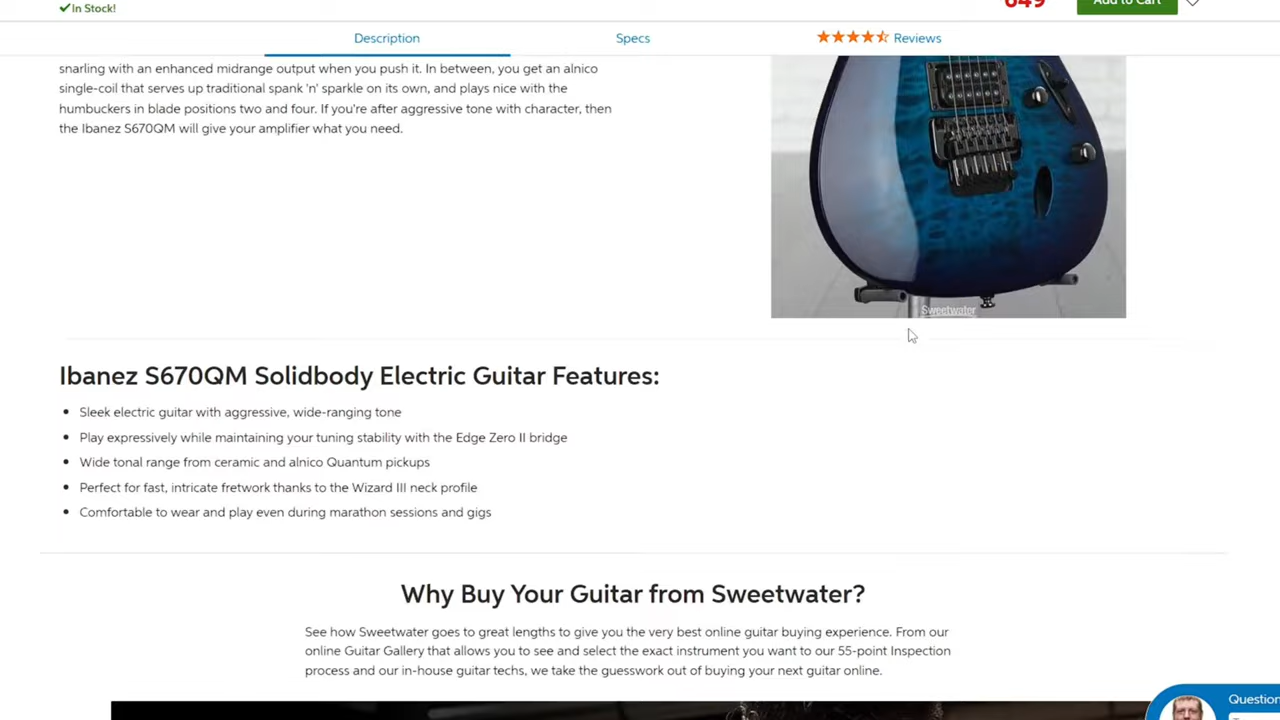 In Stock!
649
Add to Cart
Description
Specs
Reviews
snarling with an enhanced midrange output when you push it. In between, you get an alnico
single-coil that serves up traditional spank 'n' sparkle on its own, and plays nice with the
humbuckers in blade positions two and four. If you're after aggressive tone with character, then
the Ibanez S670QM will give your amplifier what you need.
Sweetwater
Ibanez S670QM Solidbody Electric Guitar Features:
• Sleek electric guitar with aggressive, wide-ranging tone
• Play expressively while maintaining your tuning stability with the Edge Zero II bridge
• Wide tonal range from ceramic and alnico Quantum pickups
• Perfect for fast, intricate fretwork thanks to the Wizard III neck profile
• Comfortable to wear and play even during marathon sessions and gigs
Why Buy Your Guitar from Sweetwater?
See how Sweetwater goes to great lengths to give you the very best online guitar buying experience. From our
online Guitar Gallery that allows you to see and select the exact instrument you want to our 55-point Inspection
process and our in-house guitar techs, we take the guesswork out of buying your next guitar online.
Question